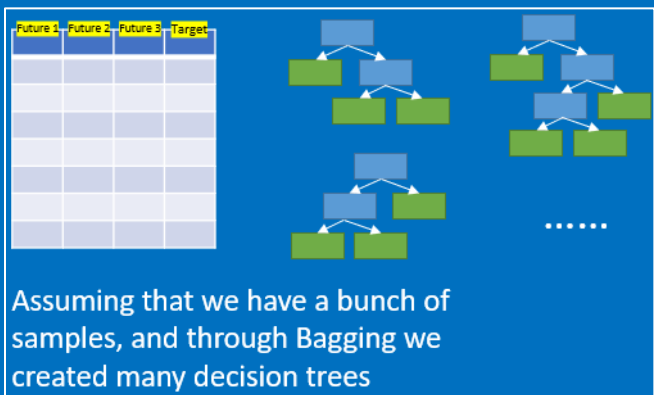 Future 1 Future 2 Future 3 Target
......
Assuming that we have a bunch of
samples, and through Bagging we
created many decision trees